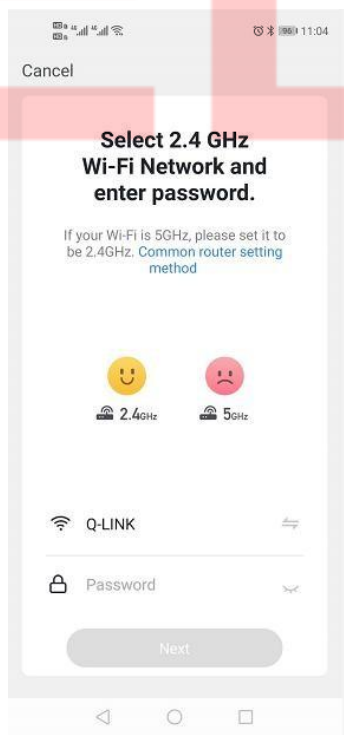 11:04
Cancel
Select 2.4 GHz
Wi-Fi Network and
enter password.
If your Wi-Fi is 5GHz, please set it to
be 2.4GHz. Common router setting
method
2.4GHz 5GHz
Q-LINK
Password
Next